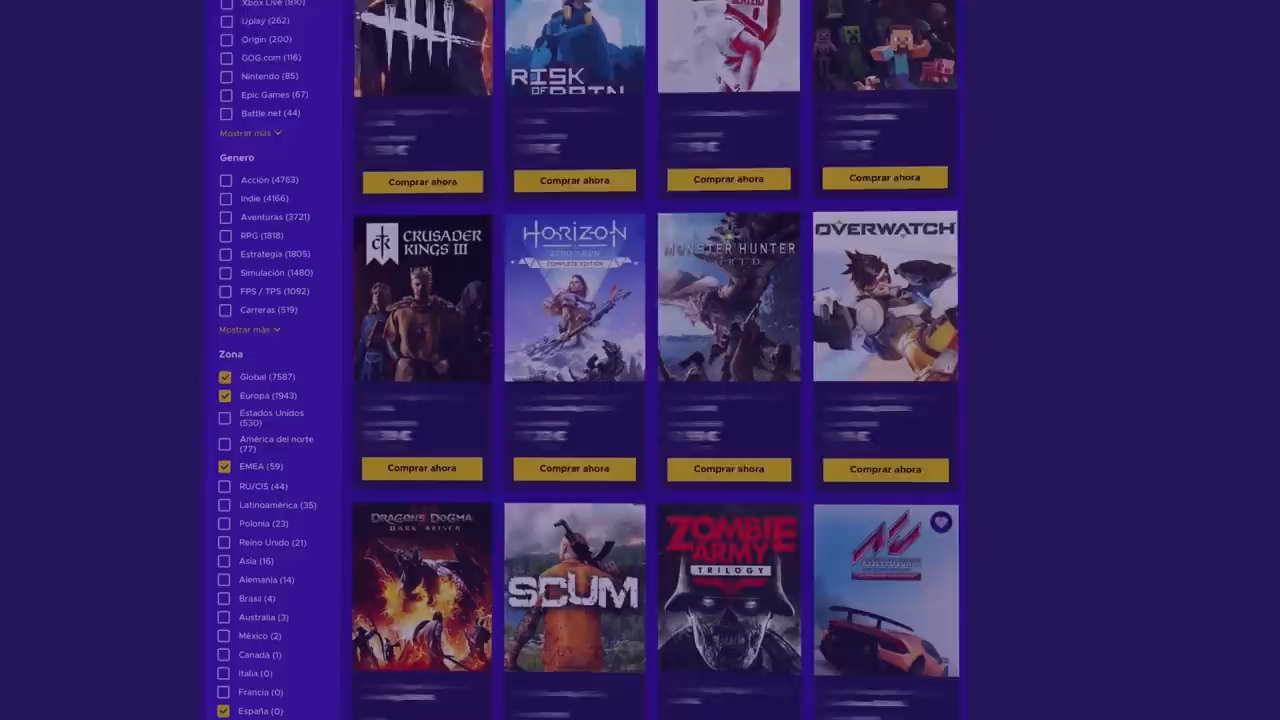 Xbox Live (810)
Uplay (262)
Origin (200)
GOG.com (116)
Nintendo (85)
Epic Games (67)
Battle.net (44)
Mostrar más
Genero
Acción (4763)
Indie (4166)
Aventuras (3721)
RPG (1818)
Estrategia (1805)
Simulación (1480)
FPS / TPS (1092)
Carreras (519)
Mostrar más
Zona
Global (7587)
Europa (1943)
Estados Unidos
(530)
América del norte
(77)
EMEA (59)
RU/CIS (44)
Latinoamérica (35)
Polonia (23)
Reino Unido (21)
Asia (16)
Alemania (14)
Brasil (4)
Australia (3)
México (2)
Canadá (1)
Italia (0)
Francia (0)
España (0)
RISK
OF
Comprar ahora
Comprar ahora
Comprar ahora
Comprar ahora
CRUSADER
KINGS III
HORIZON
ZERO DAWN
COMPLETE EDITION
MONSTER HUNTER
WORLD
OVERWATCH
Comprar ahora
Comprar ahora
Comprar ahora
Comprar ahora
DRAGON'S DOGMA
DARK ARISEN
SCUM
ZOMBIE
ARMY
TRILOGY